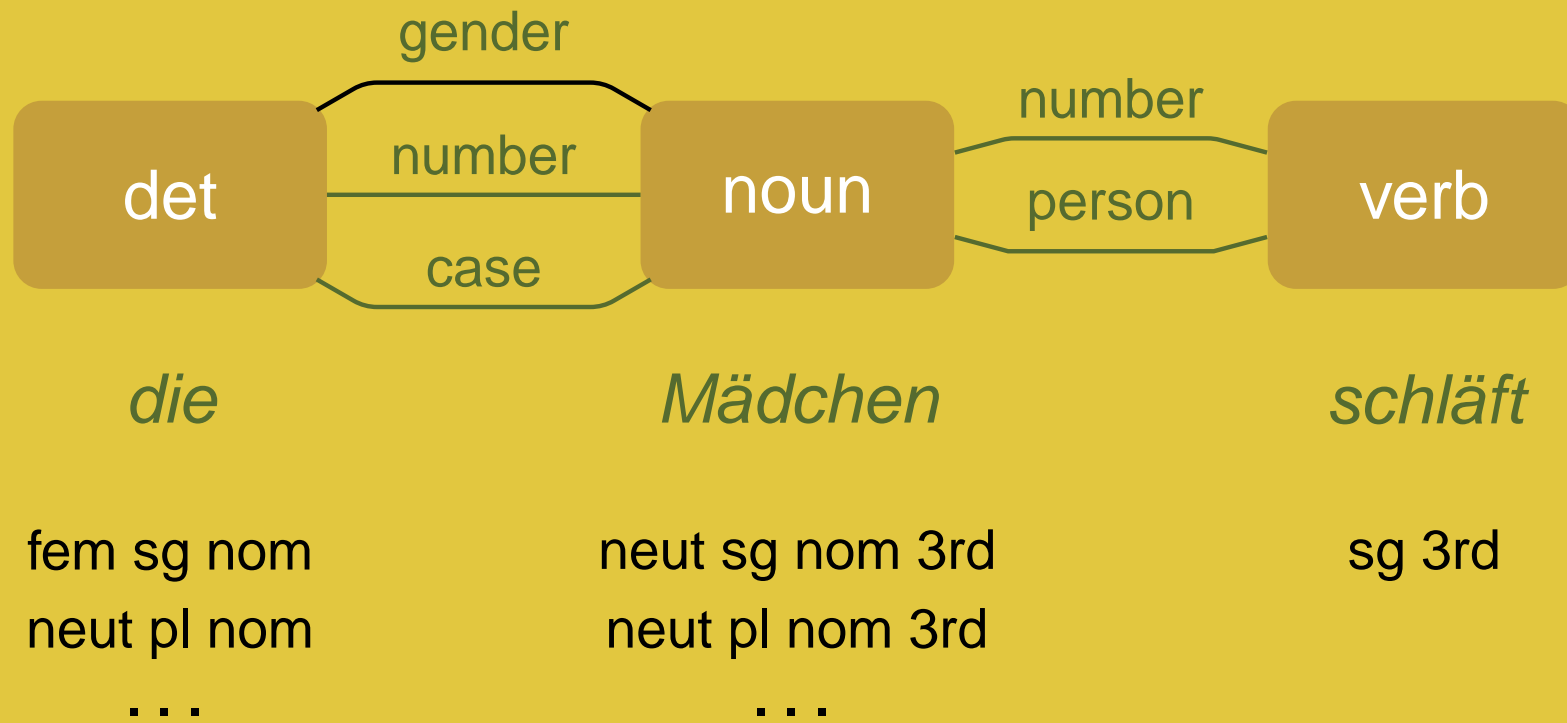 gender
number
number
det
noun
person
verb
case
die
Mädchen
schläft
fem sg nom
neut sg nom 3rd
sg 3rd
neut pl nom
neut pl nom 3rd
. . .
. . .